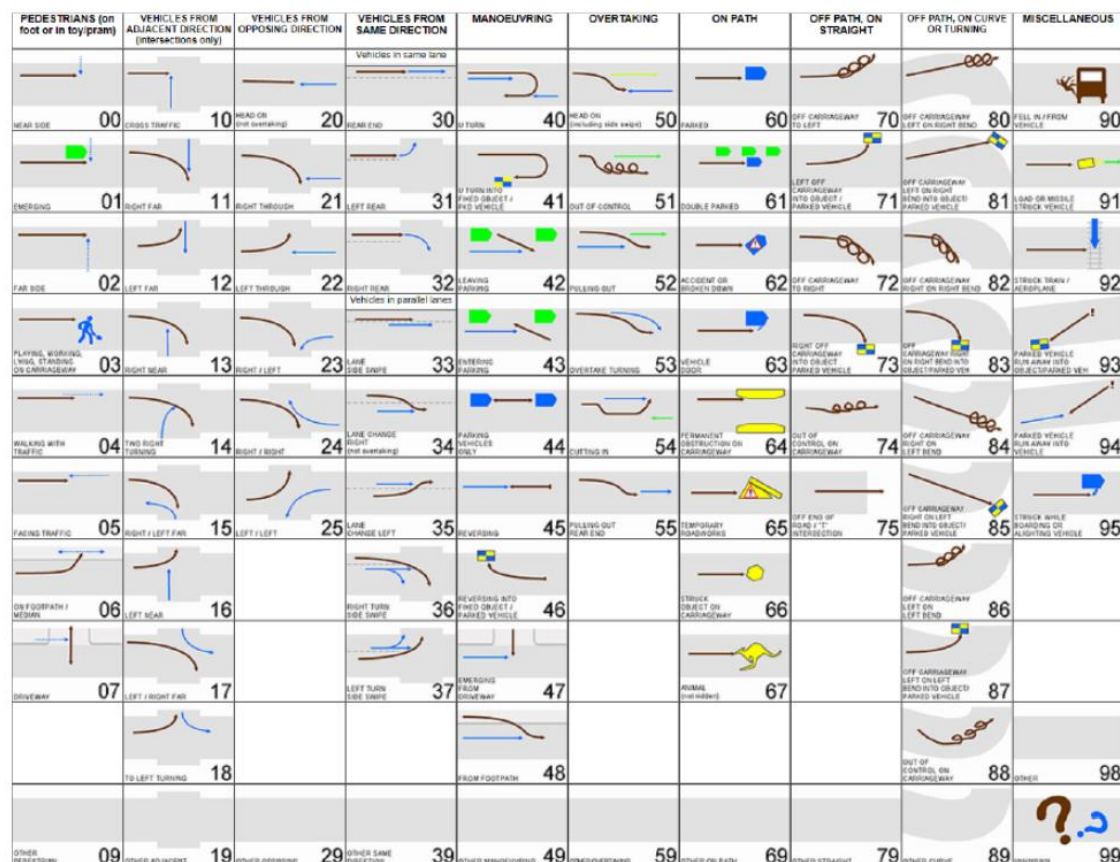 PEDESTRIANS (on
foot or in toy/pram)
VEHICLES FROM
ADJACENT DIRECTION
(intersections only)
VEHICLES FROM
OPPOSING DIRECTION
VEHICLES FROM
SAME DIRECTION
MANOEUVRING
OVERTAKING
ON PATH
OFF PATH, ON
STRAIGHT
OFF PATH, ON CURVE
OR TURNING
MISCELLANEOUS
NEAR SIDE 00
CROSS TRAFFIC 10
HEAD ON
(not overtaking) 20
Vehicles in same lane
REAR END 30
U TURN 40
HEAD ON
(including side swipe) 50
PARKED 60
OFF CARRIAGEWAY
TO LEFT 70
OFF CARRIAGEWAY
LEFT ON RIGHT BEND 80
FELL IN/FROM
VEHICLE 90
EMERGING 01
RIGHT FAR 11
RIGHT THROUGH 21
LEFT REAR 31
U TURN INTO
FIXED OBJECT /
PKD VEHICLE 41
OUT OF CONTROL 51
DOUBLE PARKED 61
LEFT OFF
CARRIAGEWAY
INTO OBJECT /
PARKED VEHICLE 71
OFF CARRIAGEWAY
LEFT ON RIGHT
BEND INTO OBJECT/
PARKED VEHICLE 81
LOAD OR MISSILE
STRUCK VEHICLE 91
FAR SIDE 02
LEFT FAR 12
LEFT THROUGH 22
RIGHT REAR 32
LEAVING
PARKING 42
PULLING OUT 52
ACCIDENT OR
BROKEN DOWN 62
OFF CARRIAGEWAY
TO RIGHT 72
OFF CARRIAGEWAY
RIGHT ON RIGHT BEND 82
STRUCK TRAIN /
AEROPLANE 92
PLAYING, WORKING,
LYING, STANDING
ON CARRIAGEWAY 03
RIGHT NEAR 13
RIGHT / LEFT 23
Vehicles in parallel lanes
LANE
SIDE SWIPE 33
ENTERING
PARKING 43
OVERTAKE TURNING 53
VEHICLE
DOOR 63
RIGHT OFF
CARRIAGEWAY
INTO OBJECT
PARKED VEHICLE 73
OFF
CARRIAGEWAY RIGHT
ON RIGHT BEND INTO
OBJECT/PARKED VEH 83
PARKED VEHICLE
RUN AWAY INTO
OBJECT/PARKED VEH 93
WALKING WITH
TRAFFIC 04
TWO RIGHT
TURNING 14
RIGHT / RIGHT 24
LANE CHANGE
RIGHT
(not overtaking) 34
PARKING
VEHICLES
ONLY 44
CUTTING IN 54
PERMANENT
OBSTRUCTION ON
CARRIAGEWAY 64
OUT OF
CONTROL ON
CARRIAGEWAY 74
OFF CARRIAGEWAY
RIGHT ON
LEFT BEND 84
PARKED VEHICLE
RUN AWAY INTO
VEHICLE 94
FACING TRAFFIC 05
RIGHT / LEFT FAR 15
LEFT / LEFT 25
LANE
CHANGE LEFT 35
REVERSING 45
PULLING OUT
REAR END 55
TEMPORARY
ROADWORKS 65
OFF END OF
ROAD / "T"
INTERSECTION 75
OFF CARRIAGEWAY
RIGHT ON LEFT
BEND INTO OBJECT/
PARKED VEHICLE 85
STRUCK WHILE
BOARDING OR
ALIGHTING VEHICLE 95
ON FOOTPATH /
MEDIAN 06
LEFT NEAR 16
RIGHT TURN
SIDE SWIPE 36
REVERSING INTO
FIXED OBJECT /
PARKED VEHICLE 46
STRUCK
OBJECT ON
CARRIAGEWAY 66
OFF CARRIAGEWAY
LEFT ON
LEFT BEND 86
DRIVEWAY 07
LEFT / RIGHT FAR 17
LEFT TURN
SIDE SWIPE 37
EMERGING
FROM
DRIVEWAY 47
ANIMAL
(not ridden) 67
OFF CARRIAGEWAY
LEFT ON LEFT
BEND INTO OBJECT/
PARKED VEHICLE 87
TO LEFT TURNING 18
FROM FOOTPATH 48
OUT OF
CONTROL ON
CARRIAGEWAY 88
OTHER 98
OTHER
PEDESTRIAN 09
OTHER ADJACENT 19
OTHER OPPOSING 29
OTHER SAME
DIRECTION 39
OTHER MANOEUVRING 49
OTHER OVERTAKING 59
OTHER ON PATH 69
OTHER STRAIGHT 79
OTHER CURVE 89
UNKNOWN 99